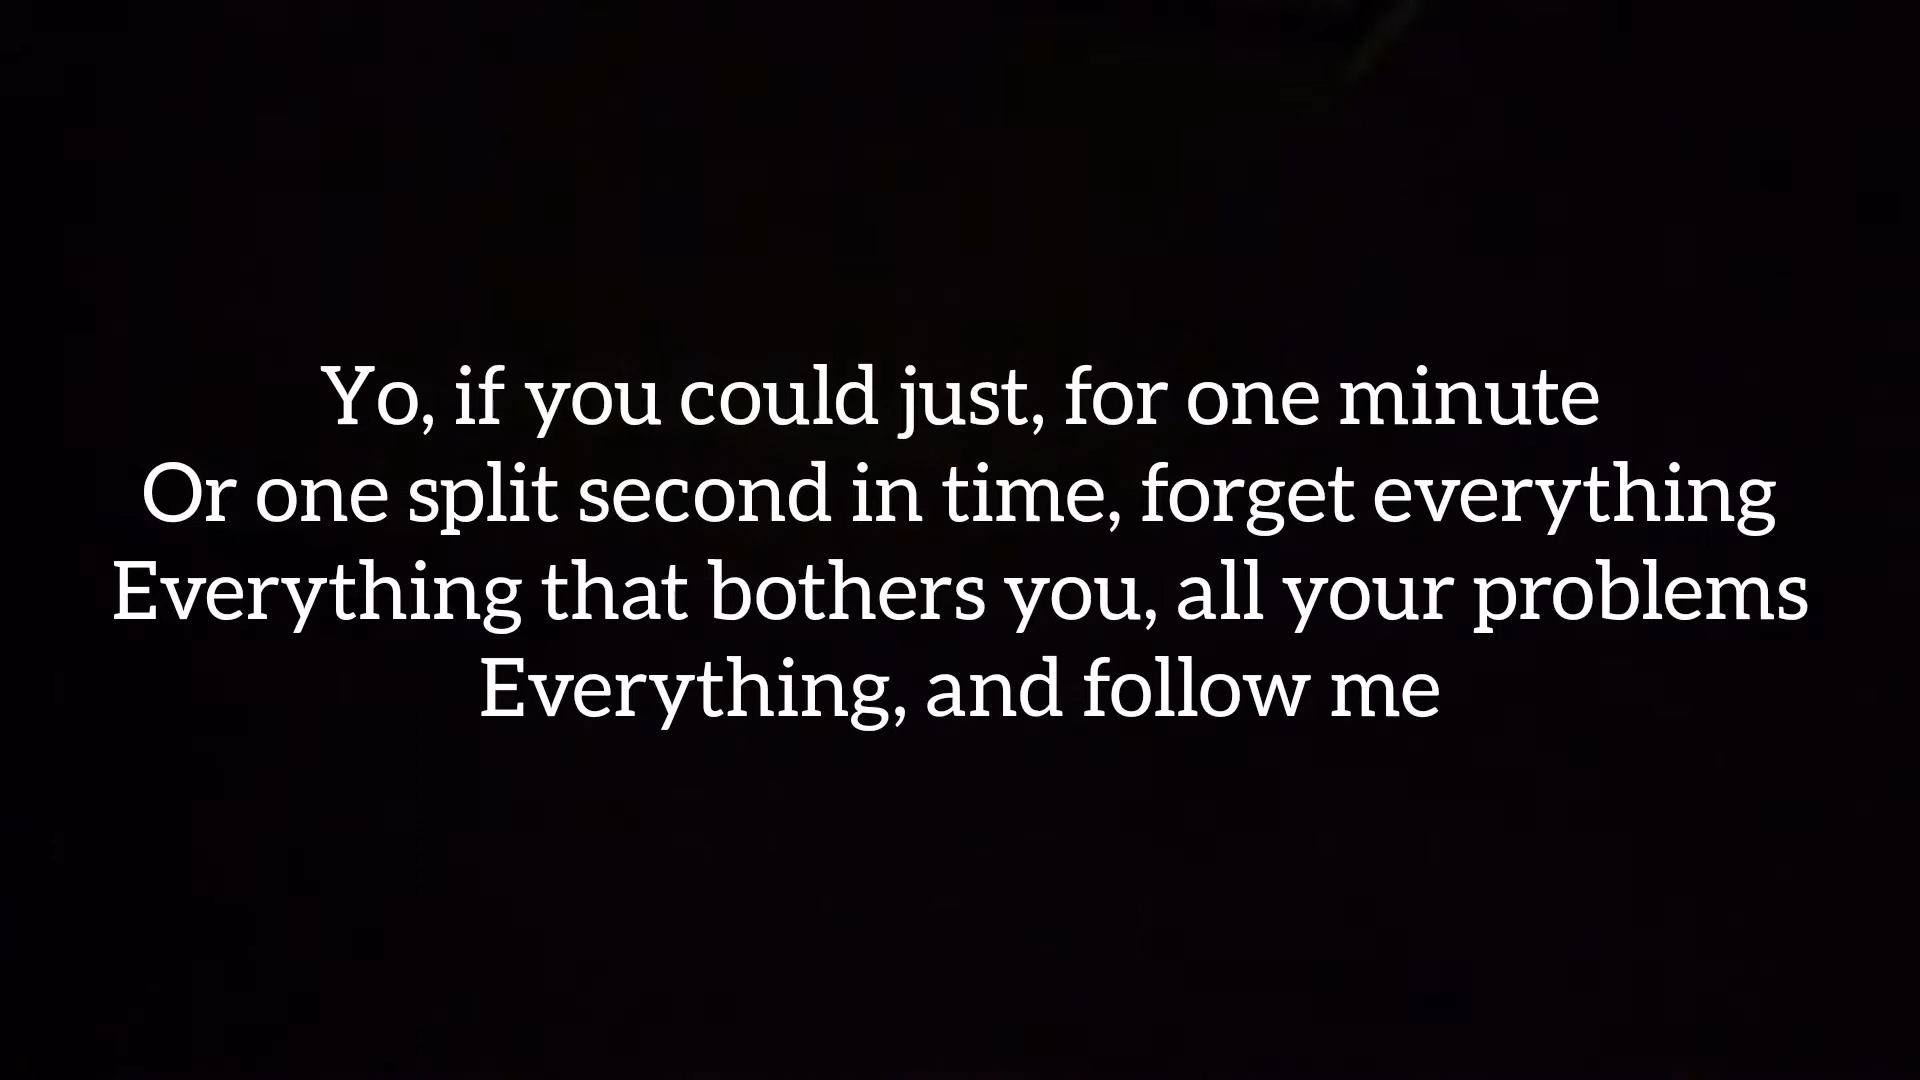 Yo, if you could just, for one minute
Or one split second in time, forget everything
Everything that bothers you, all your problems
Everything, and follow me